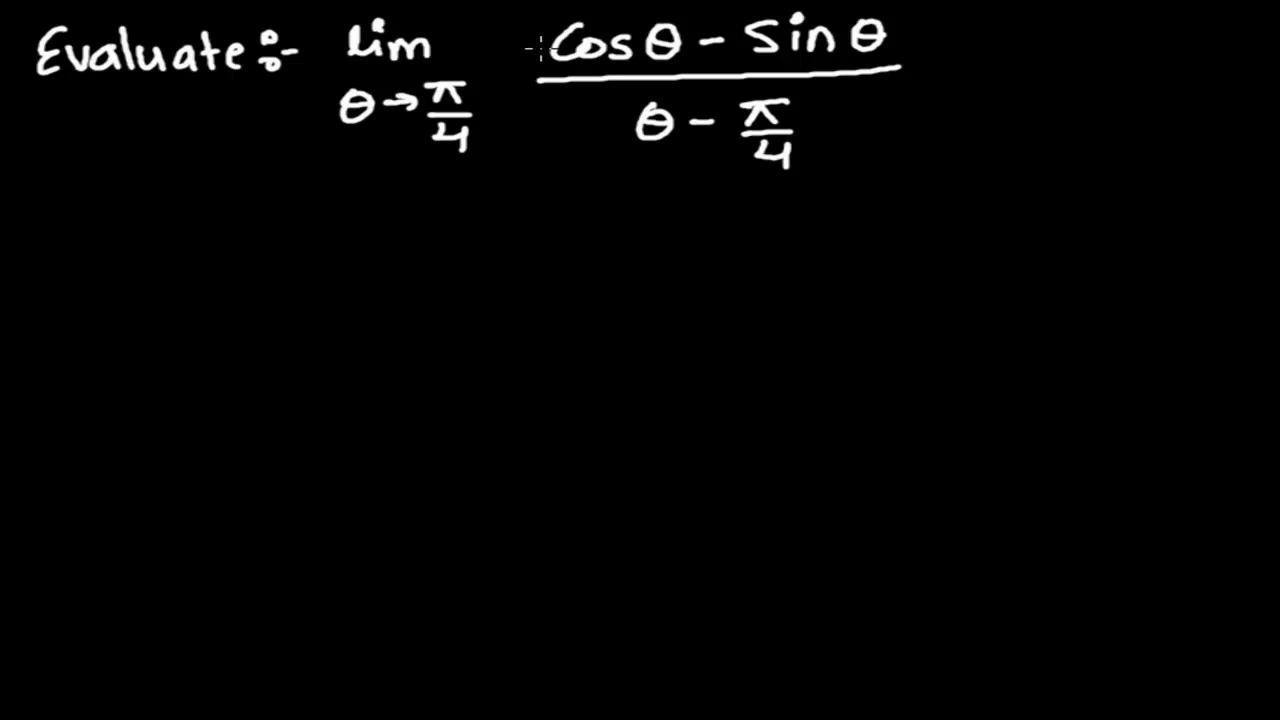 Evaluate :- lim θ→π/4 (cos θ - sin θ)/(θ - π/4)